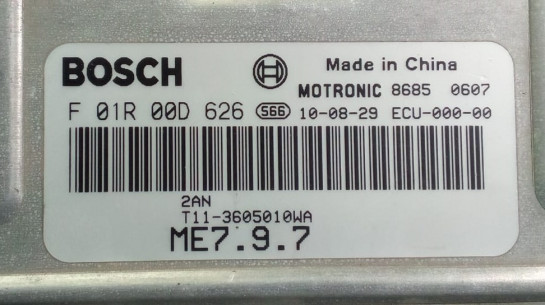 BOSCH
Made in China
MOTRONIC 8685 0607
F 01R 00D 626 S66 10-08-29 ECU-000-00
2AN
T11-3605010WA
ME7.9.7